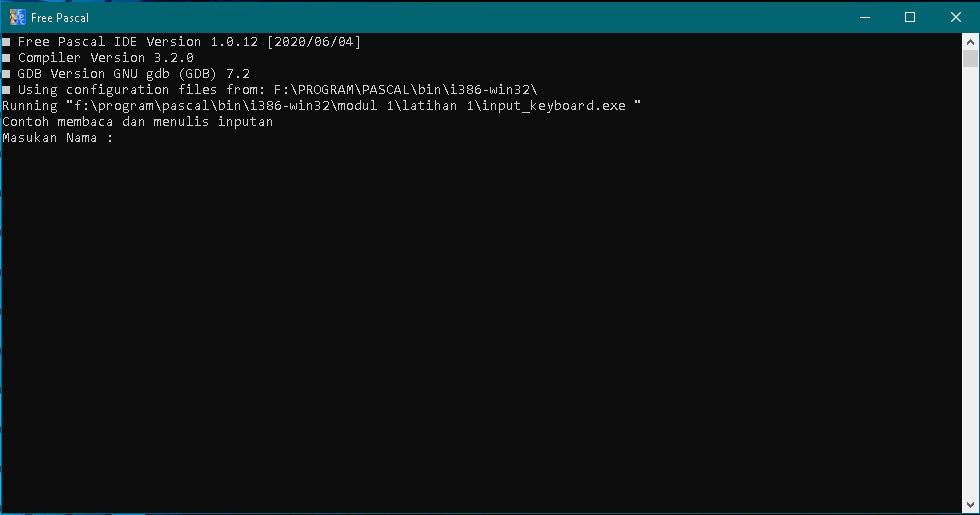 Free Pascal
■ Free Pascal IDE Version 1.0.12 [2020/06/04]
■ Compiler Version 3.2.0
■ GDB Version GNU gdb (GDB) 7.2
■ Using configuration files from: F:\PROGRAM\PASCAL\bin\i386-win32\
Running "f:\program\pascal\bin\i386-win32\modul 1\latihan 1\input_keyboard.exe "
Contoh membaca dan menulis inputan
Masukan Nama :